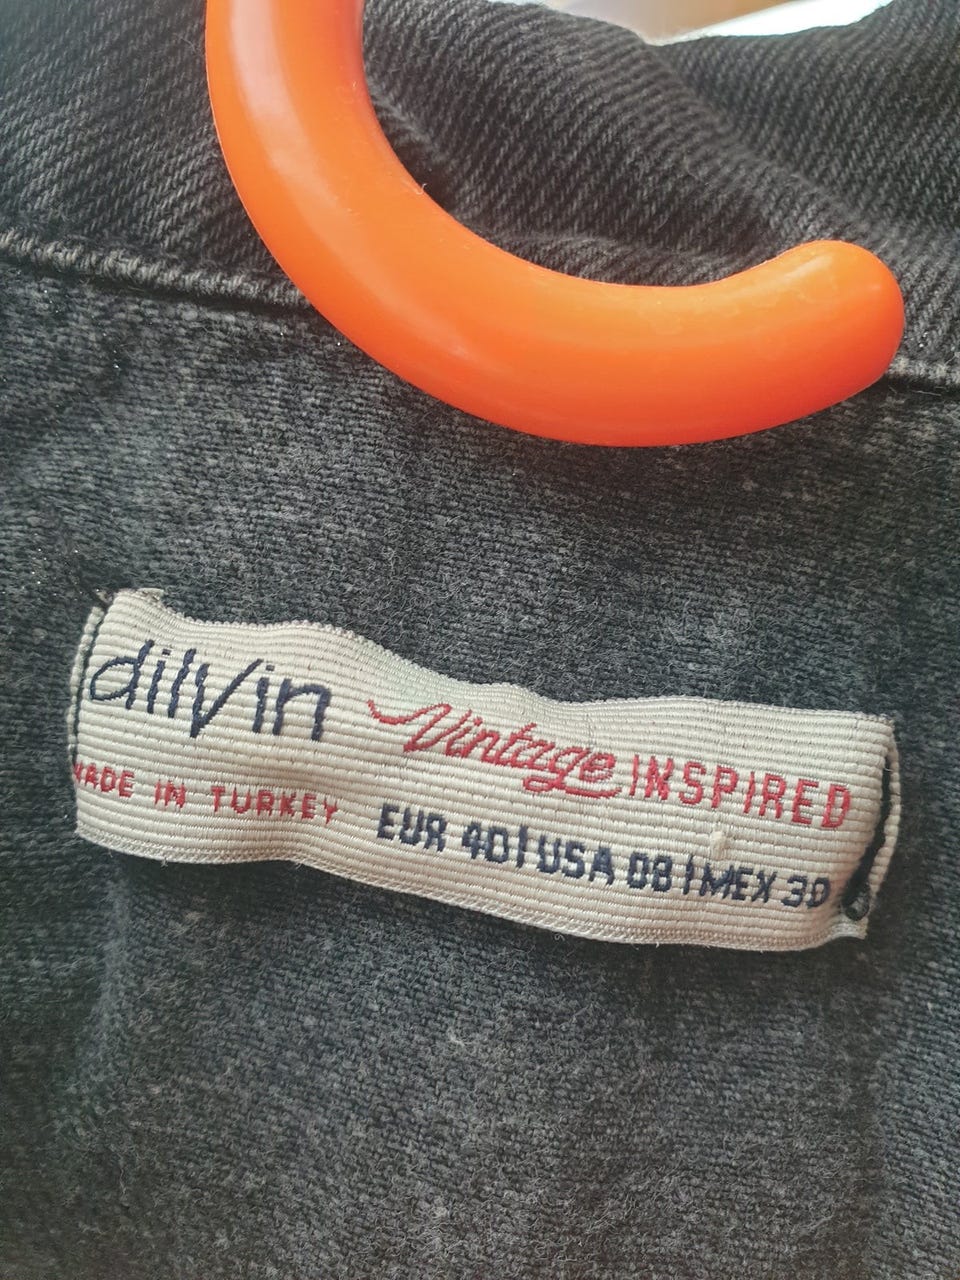 dilvin Vintage INSPIRED
MADE IN TURKEY EUR 40 | USA 08 | MEX 30